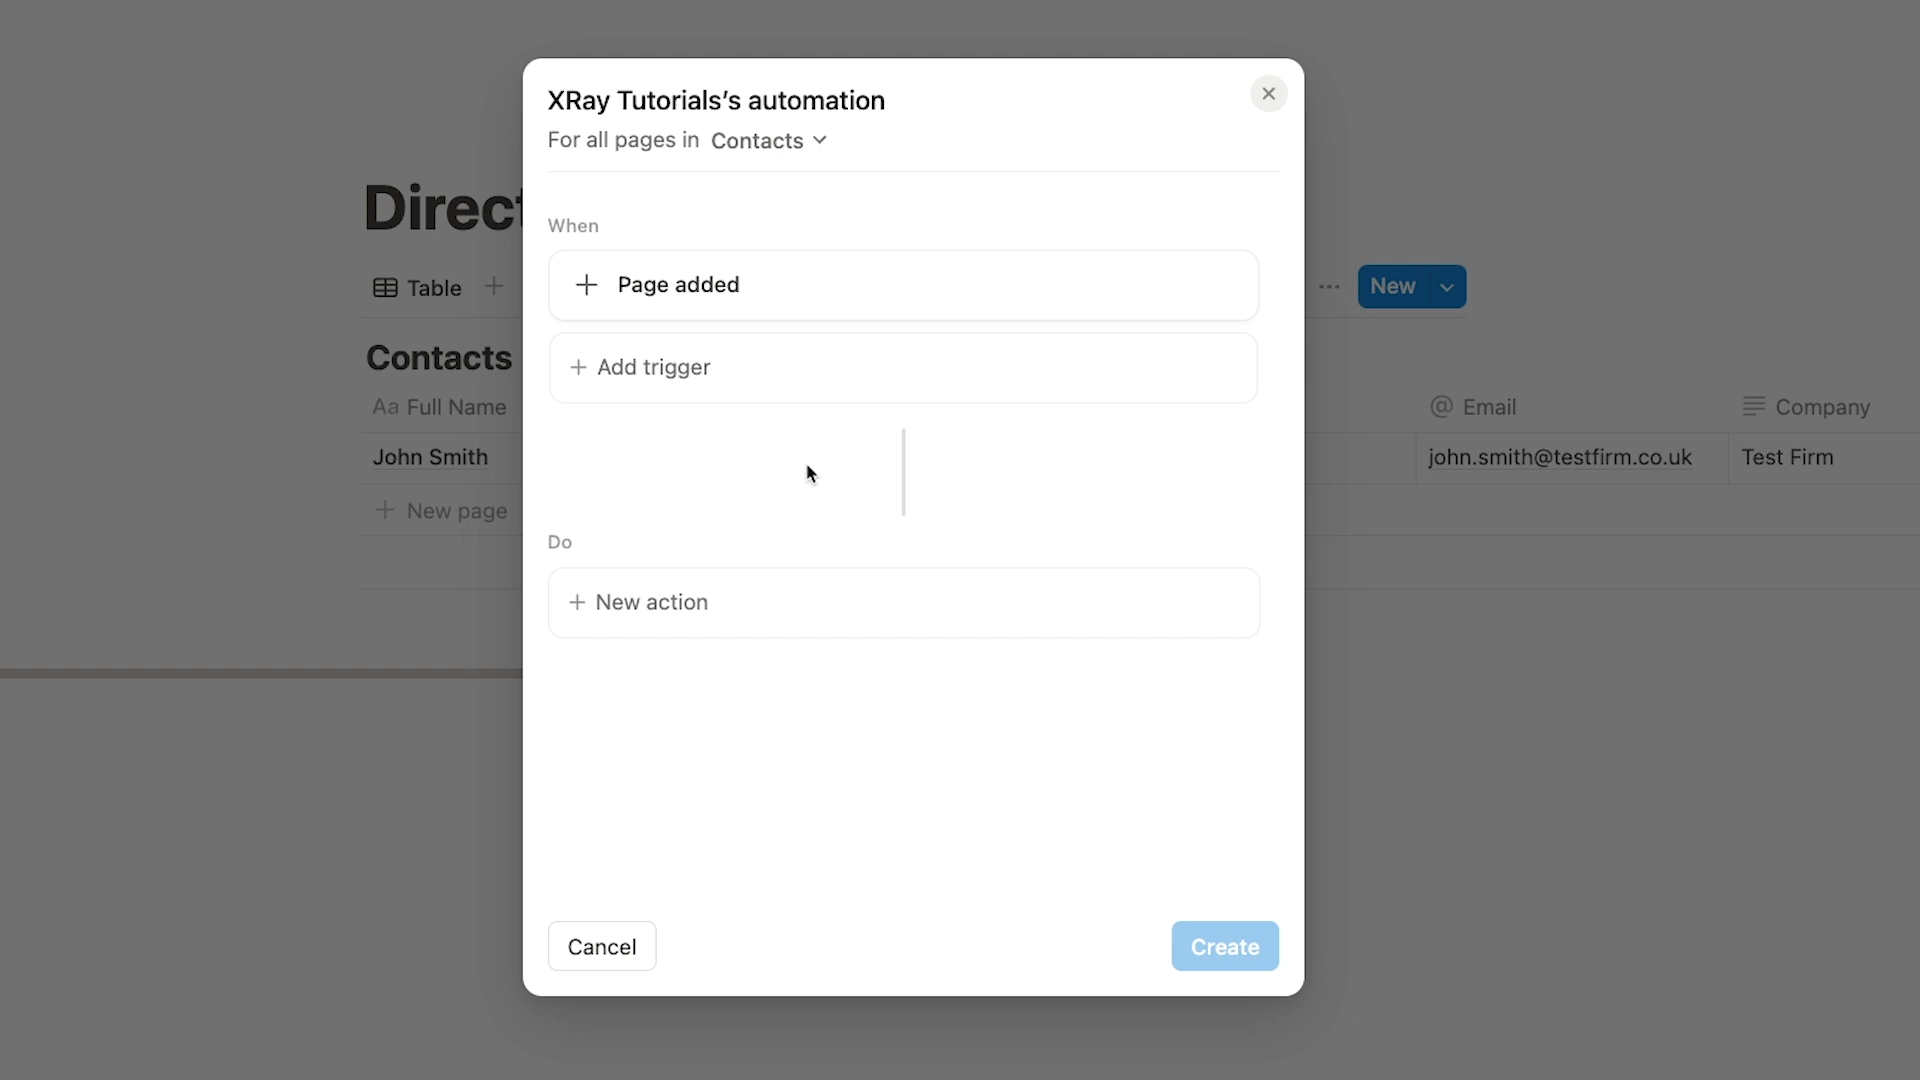 XRay Tutorials's automation
For all pages in Contacts
When
Page added
Add trigger
Do
New action
Cancel
Create
Table
New
Contacts
Aa Full Name
@ Email
Company
John Smith
john.smith@testfirm.co.uk
Test Firm
New page